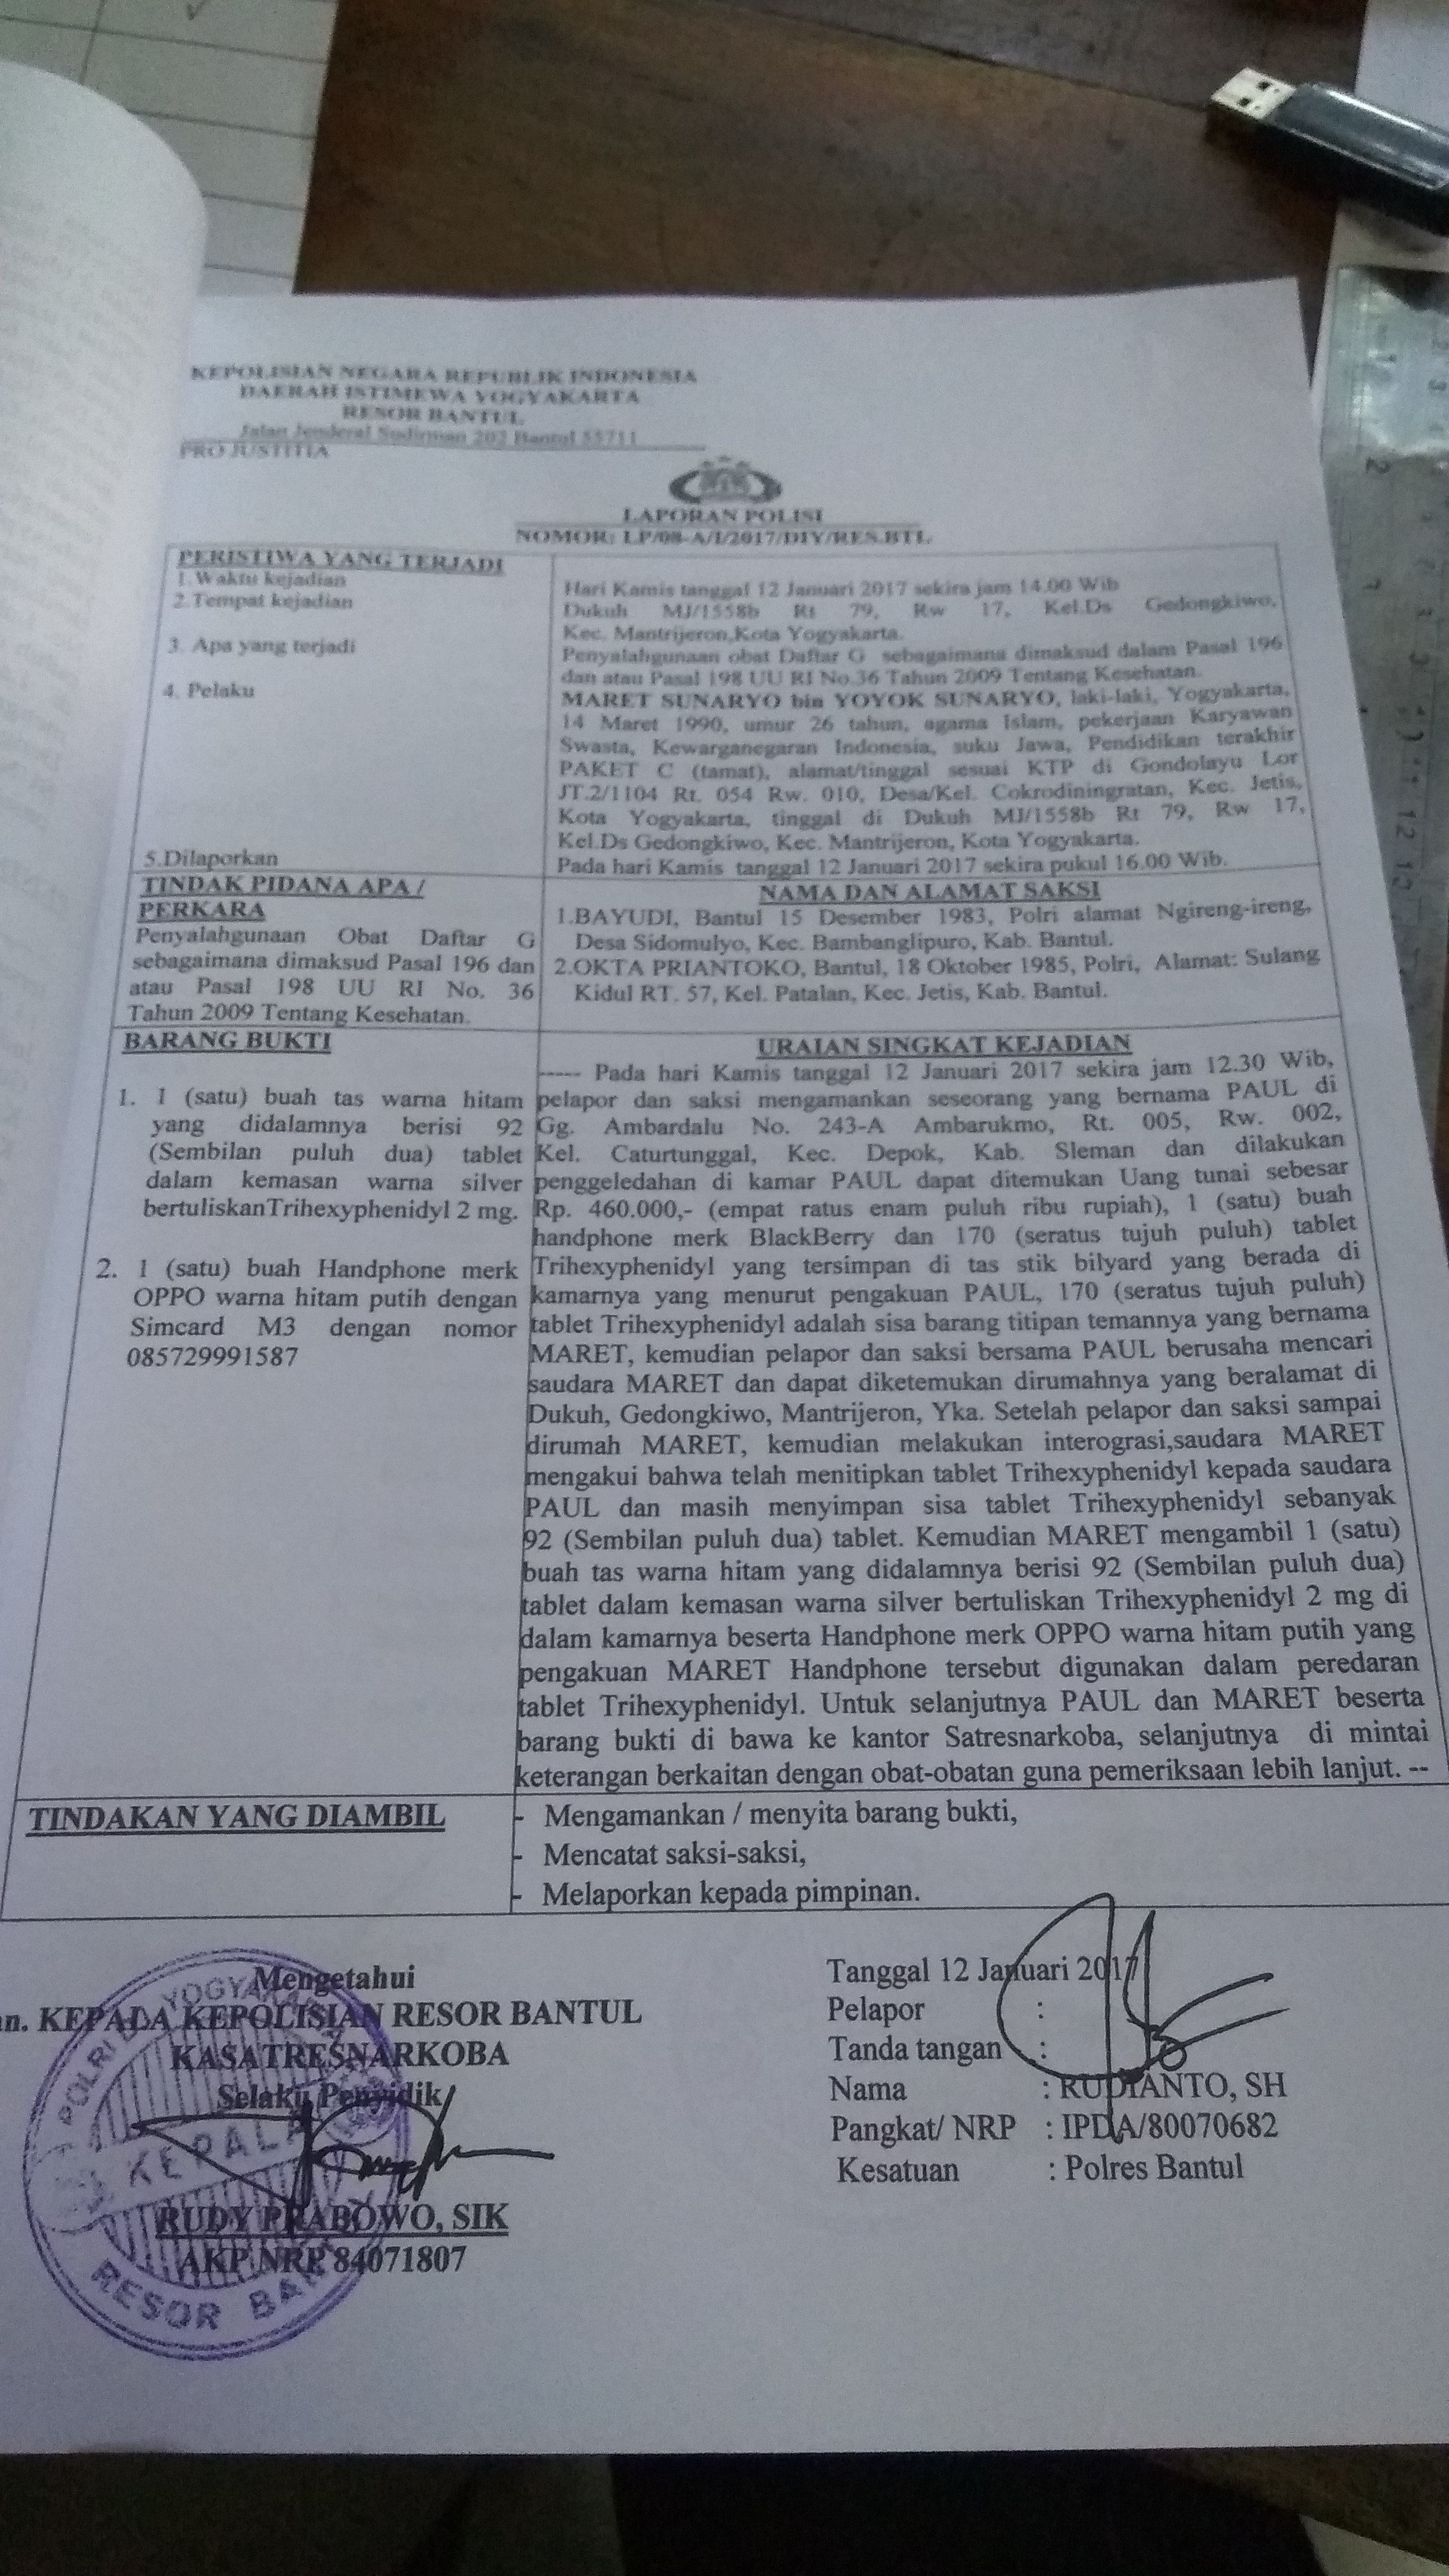 KEPOLISIAN NEGARA REPUBLIK INDONESIA
DAERAH ISTIMEWA YOGYAKARTA
RESOR BANTUL
Jalan Jenderal Sudirman 202 Bantul 55711
PRO JUSTITIA
LAPORAN POLISI
NOMOR: LP/08-A/I/2017/DIY/RES.BTL
PERISTIWA YANG TERJADI
1.Waktu kejadian
Hari Kamis tanggal 12 Januari 2017 sekira jam 14.00 Wib
2.Tempat kejadian
Dukuh MJ/1558b Rt 79, Rw 17, Kel.Ds Gedongkiwo,
Kec. Mantrijeron,Kota Yogyakarta.
3. Apa yang terjadi
Penyalahgunaan obat Daftar G sebagaimana dimaksud dalam Pasal 196
dan atau Pasal 198 UU RI No.36 Tahun 2009 Tentang Kesehatan.
4. Pelaku
MARET SUNARYO bin YOYOK SUNARYO, laki-laki, Yogyakarta,
14 Maret 1990, umur 26 tahun, agama Islam, pekerjaan Karyawan
Swasta, Kewarganegaran Indonesia, suku Jawa, Pendidikan terakhir
PAKET C (tamat), alamat/tinggal sesuai KTP di Gondolayu Lor
JT.2/1104 Rt. 054 Rw. 010, Desa/Kel. Cokrodiningratan, Kec. Jetis,
Kota Yogyakarta, tinggal di Dukuh MJ/1558b Rt 79, Rw 17,
Kel.Ds Gedongkiwo, Kec. Mantrijeron, Kota Yogyakarta.
5.Dilaporkan
Pada hari Kamis tanggal 12 Januari 2017 sekira pukul 16.00 Wib.
TINDAK PIDANA APA /
PERKARA
Penyalahgunaan Obat Daftar G
sebagaimana dimaksud Pasal 196 dan
atau Pasal 198 UU RI No. 36
Tahun 2009 Tentang Kesehatan.
NAMA DAN ALAMAT SAKSI
1.BAYUDI, Bantul 15 Desember 1983, Polri alamat Ngireng-ireng,
Desa Sidomulyo, Kec. Bambanglipuro, Kab. Bantul.
2.OKTA PRIANTOKO, Bantul, 18 Oktober 1985, Polri, Alamat: Sulang
Kidul RT. 57, Kel. Patalan, Kec. Jetis, Kab. Bantul.
BARANG BUKTI
1. 1 (satu) buah tas warna hitam
yang didalamnya berisi 92
(Sembilan puluh dua) tablet
dalam kemasan warna silver
bertuliskanTrihexyphenidyl 2 mg.
2. 1 (satu) buah Handphone merk
OPPO warna hitam putih dengan
Simcard M3 dengan nomor
085729991587
URAIAN SINGKAT KEJADIAN
----- Pada hari Kamis tanggal 12 Januari 2017 sekira jam 12.30 Wib,
pelapor dan saksi mengamankan seseorang yang bernama PAUL di
Gg. Ambardalu No. 243-A Ambarukmo, Rt. 005, Rw. 002,
Kel. Caturtunggal, Kec. Depok, Kab. Sleman dan dilakukan
penggeledahan di kamar PAUL dapat ditemukan Uang tunai sebesar
Rp. 460.000,- (empat ratus enam puluh ribu rupiah), 1 (satu) buah
handphone merk BlackBerry dan 170 (seratus tujuh puluh) tablet
Trihexyphenidyl yang tersimpan di tas stik bilyard yang berada di
kamarnya yang menurut pengakuan PAUL, 170 (seratus tujuh puluh)
tablet Trihexyphenidyl adalah sisa barang titipan temannya yang bernama
MARET, kemudian pelapor dan saksi bersama PAUL berusaha mencari
saudara MARET dan dapat diketemukan dirumahnya yang beralamat di
Dukuh, Gedongkiwo, Mantrijeron, Yka. Setelah pelapor dan saksi sampai
dirumah MARET, kemudian melakukan interograsi,saudara MARET
mengakui bahwa telah menitipkan tablet Trihexyphenidyl kepada saudara
PAUL dan masih menyimpan sisa tablet Trihexyphenidyl sebanyak
92 (Sembilan puluh dua) tablet. Kemudian MARET mengambil 1 (satu)
buah tas warna hitam yang didalamnya berisi 92 (Sembilan puluh dua)
tablet dalam kemasan warna silver bertuliskan Trihexyphenidyl 2 mg di
dalam kamarnya beserta Handphone merk OPPO warna hitam putih yang
pengakuan MARET Handphone tersebut digunakan dalam peredaran
tablet Trihexyphenidyl. Untuk selanjutnya PAUL dan MARET beserta
barang bukti di bawa ke kantor Satresnarkoba, selanjutnya di mintai
keterangan berkaitan dengan obat-obatan guna pemeriksaan lebih lanjut. --
TINDAKAN YANG DIAMBIL
- Mengamankan / menyita barang bukti,
- Mencatat saksi-saksi,
- Melaporkan kepada pimpinan.
Mengetahui
an. KEPALA KEPOLISIAN RESOR BANTUL
KASATRESNARKOBA
Selaku Penyidik
RUDY PRABOWO, SIK
AKP NRP 84071807
POLRI YOGYA
KEPALA
RESOR BAN
Tanggal 12 Januari 2017
Pelapor :
Tanda tangan :
Nama : RUDIANTO, SH
Pangkat/ NRP : IPDA/80070682
Kesatuan : Polres Bantul